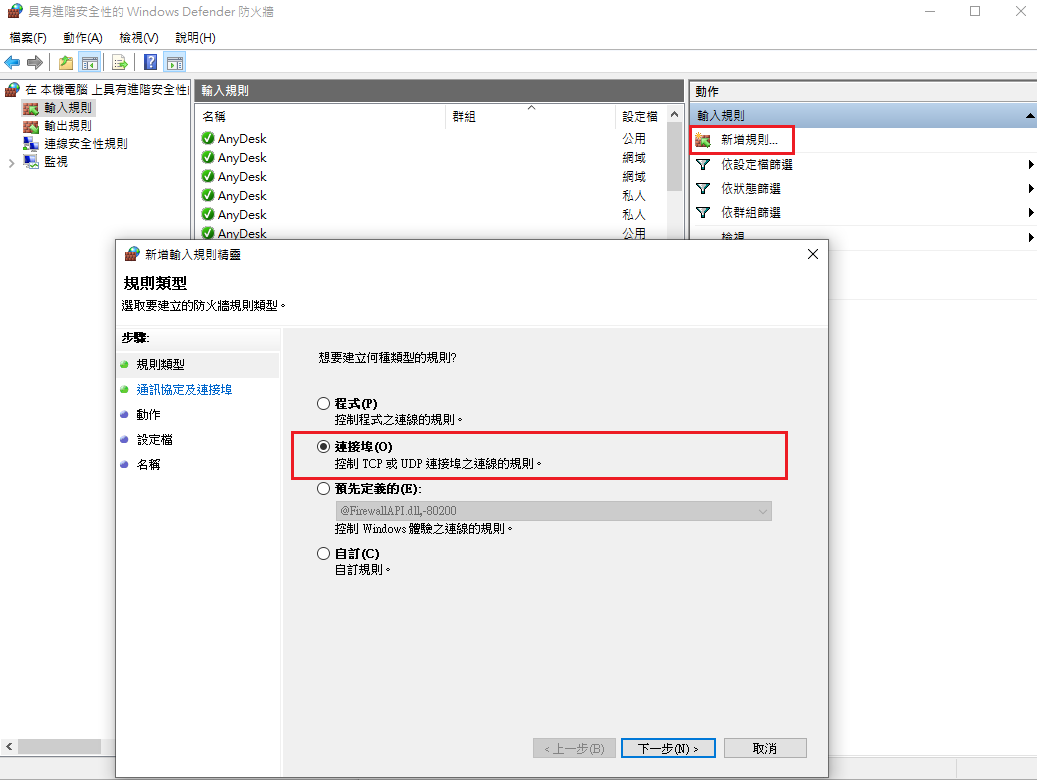 具有進階安全性的 Windows Defender 防火牆
檔案(F) 動作(A) 檢視(V) 說明(H)
在 本機電腦 上具有進階安全性
輸入規則
輸出規則
連線安全性規則
監視
輸入規則
名稱 群組 設定檔
AnyDesk 公用
AnyDesk 網域
AnyDesk 網域
AnyDesk 私人
AnyDesk 私人
AnyDesk 公用
動作
輸入規則
新增規則...
依設定檔篩選
依狀態篩選
依群組篩選
檢視
新增輸入規則精靈
規則類型
選取要建立的防火牆規則類型。
步驟:
規則類型
通訊協定及連接埠
動作
設定檔
名稱
想要建立何種類型的規則?
程式(P)
控制程式之連線的規則。
連接埠(O)
控制 TCP 或 UDP 連接埠之連線的規則。
預先定義的(E):
@FirewallAPI.dll,-80200
控制 Windows 體驗之連線的規則。
自訂(C)
自訂規則。
< 上一步(B) 下一步(N) > 取消